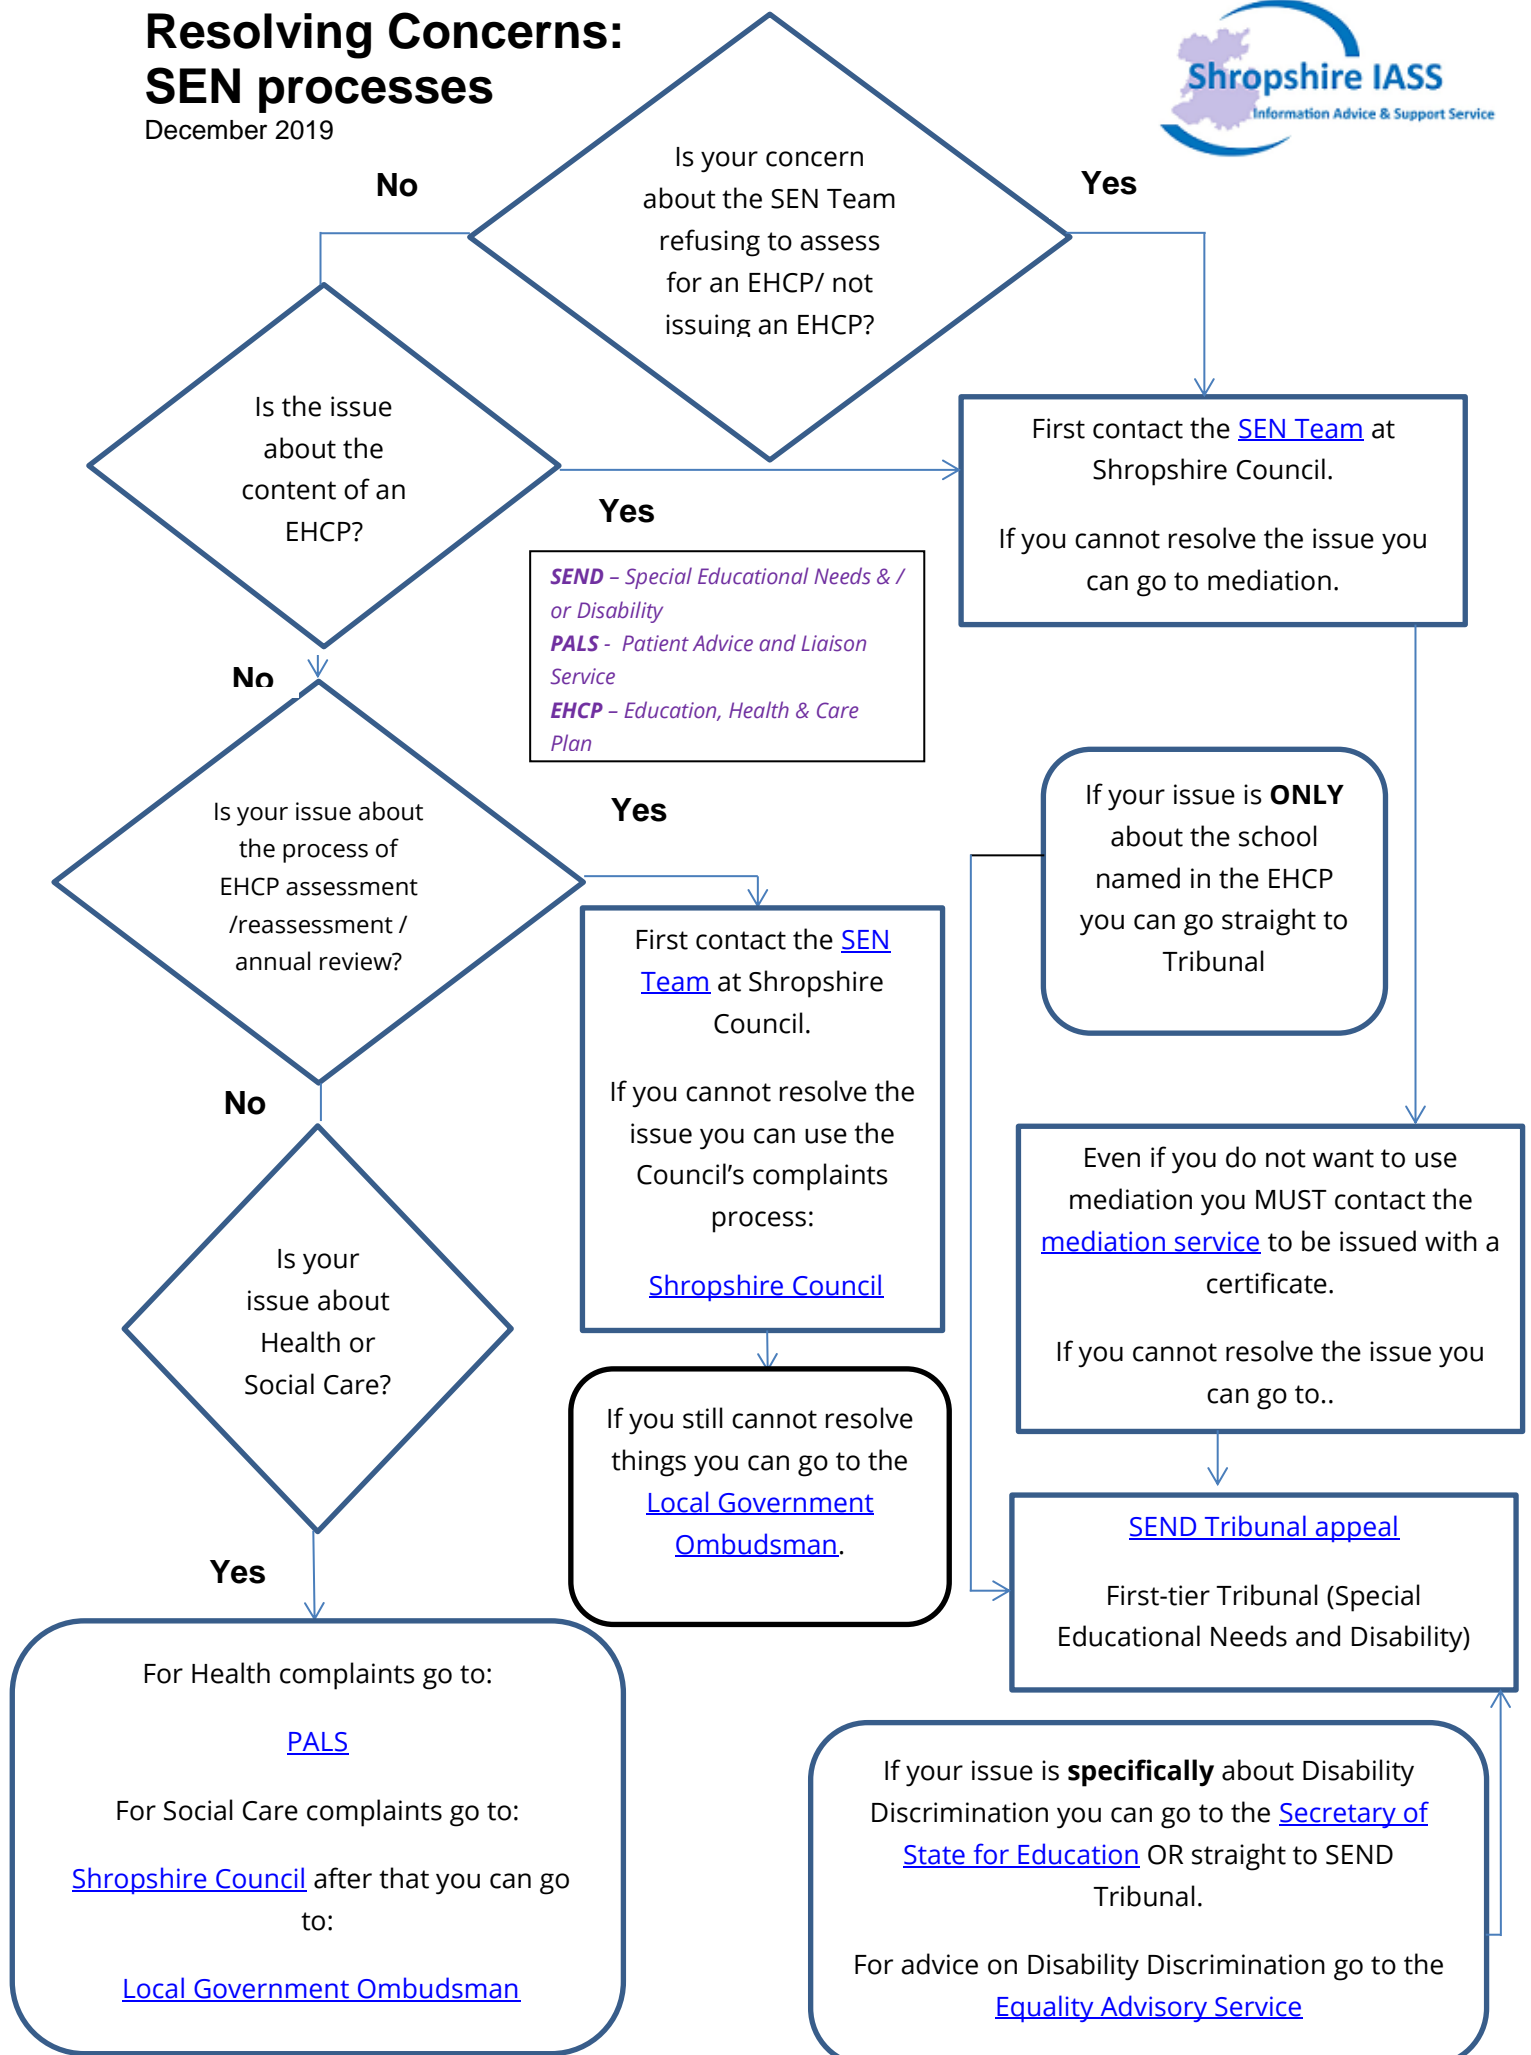 Resolving Concerns:
SEN processes
December 2019
Shropshire IASS
Information Advice & Support Service
No
Yes
Is your concern
about the SEN Team
refusing to assess
for an EHCP/ not
issuing an EHCP?
Is the issue
about the
content of an
EHCP?
Yes
First contact the SEN Team at
Shropshire Council.
If you cannot resolve the issue you
can go to mediation.
SEND – Special Educational Needs & /
or Disability
PALS - Patient Advice and Liaison
Service
EHCP – Education, Health & Care
Plan
No
Is your issue about
the process of
EHCP assessment
/reassessment /
annual review?
Yes
If your issue is ONLY
about the school
named in the EHCP
you can go straight to
Tribunal
First contact the SEN
Team at Shropshire
Council.
If you cannot resolve the
issue you can use the
Council’s complaints
process:
Shropshire Council
No
Even if you do not want to use
mediation you MUST contact the
mediation service to be issued with a
certificate.
If you cannot resolve the issue you
can go to..
Is your
issue about
Health or
Social Care?
If you still cannot resolve
things you can go to the
Local Government
Ombudsman.
SEND Tribunal appeal
First-tier Tribunal (Special
Educational Needs and Disability)
Yes
For Health complaints go to:
PALS
For Social Care complaints go to:
Shropshire Council after that you can go
to:
Local Government Ombudsman
If your issue is specifically about Disability
Discrimination you can go to the Secretary of
State for Education OR straight to SEND
Tribunal.
For advice on Disability Discrimination go to the
Equality Advisory Service